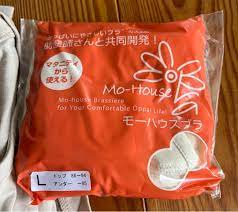 っぱいにやさしいブラ
助産師さんと共同開発！
マタニティ
から
使える！
Mo-House
Mo-house Brassiere
for Your Comfortable Oppai Life!
モーハウスブラ
L
トップ
アンダー